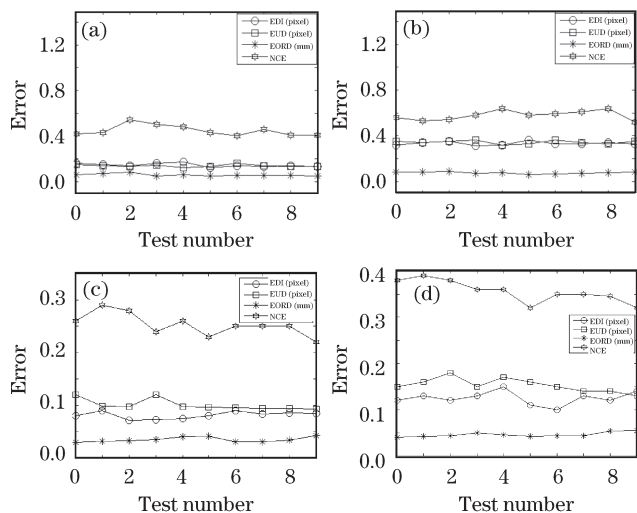 (a)
EDI (pixel)
EUD (pixel)
EORD (mm)
NCE
1.2
0.8
0.4
0.0
Error
0 2 4 6 8
Test number
(b)
EDI (pixel)
EUD (pixel)
EORD (mm)
NCE
1.2
0.8
0.4
0.0
Error
0 2 4 6 8
Test number
(c)
EDI (pixel)
EUD (pixel)
EORD (mm)
NCE
0.3
0.2
0.1
0.0
Error
0 2 4 6 8
Test number
(d)
EDI (pixel)
EUD (pixel)
EORD (mm)
NCE
0.4
0.3
0.2
0.1
0.0
Error
0 2 4 6 8
Test number